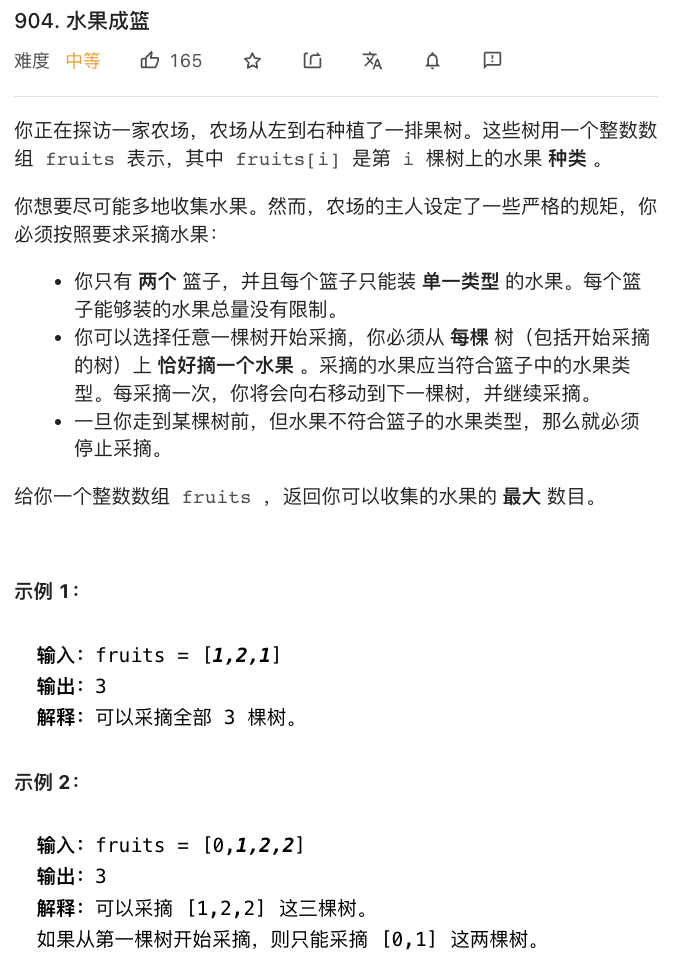 904. 水果成篮
难度 中等 165
你正在探访一家农场，农场从左到右种植了一排果树。这些树用一个整数数
组 fruits 表示，其中 fruits[i] 是第 i 棵树上的水果 种类 。
你想要尽可能多地收集水果。然而，农场的主人设定了一些严格的规矩，你
必须按照要求采摘水果：
• 你只有 两个 篮子，并且每个篮子只能装 单一类型 的水果。每个篮
子能够装的水果总量没有限制。
• 你可以选择任意一棵树开始采摘，你必须从 每棵 树（包括开始采摘
的树）上 恰好摘一个水果 。采摘的水果应当符合篮子中的水果类
型。每采摘一次，你将会向右移动到下一棵树，并继续采摘。
• 一旦你走到某棵树前，但水果不符合篮子的水果类型，那么就必须
停止采摘。
给你一个整数数组 fruits ，返回你可以收集的水果的 最大 数目。
示例 1：
输入：fruits = [1,2,1]
输出：3
解释：可以采摘全部 3 棵树。
示例 2：
输入：fruits = [0,1,2,2]
输出：3
解释：可以采摘 [1,2,2] 这三棵树。
如果从第一棵树开始采摘，则只能采摘 [0,1] 这两棵树。